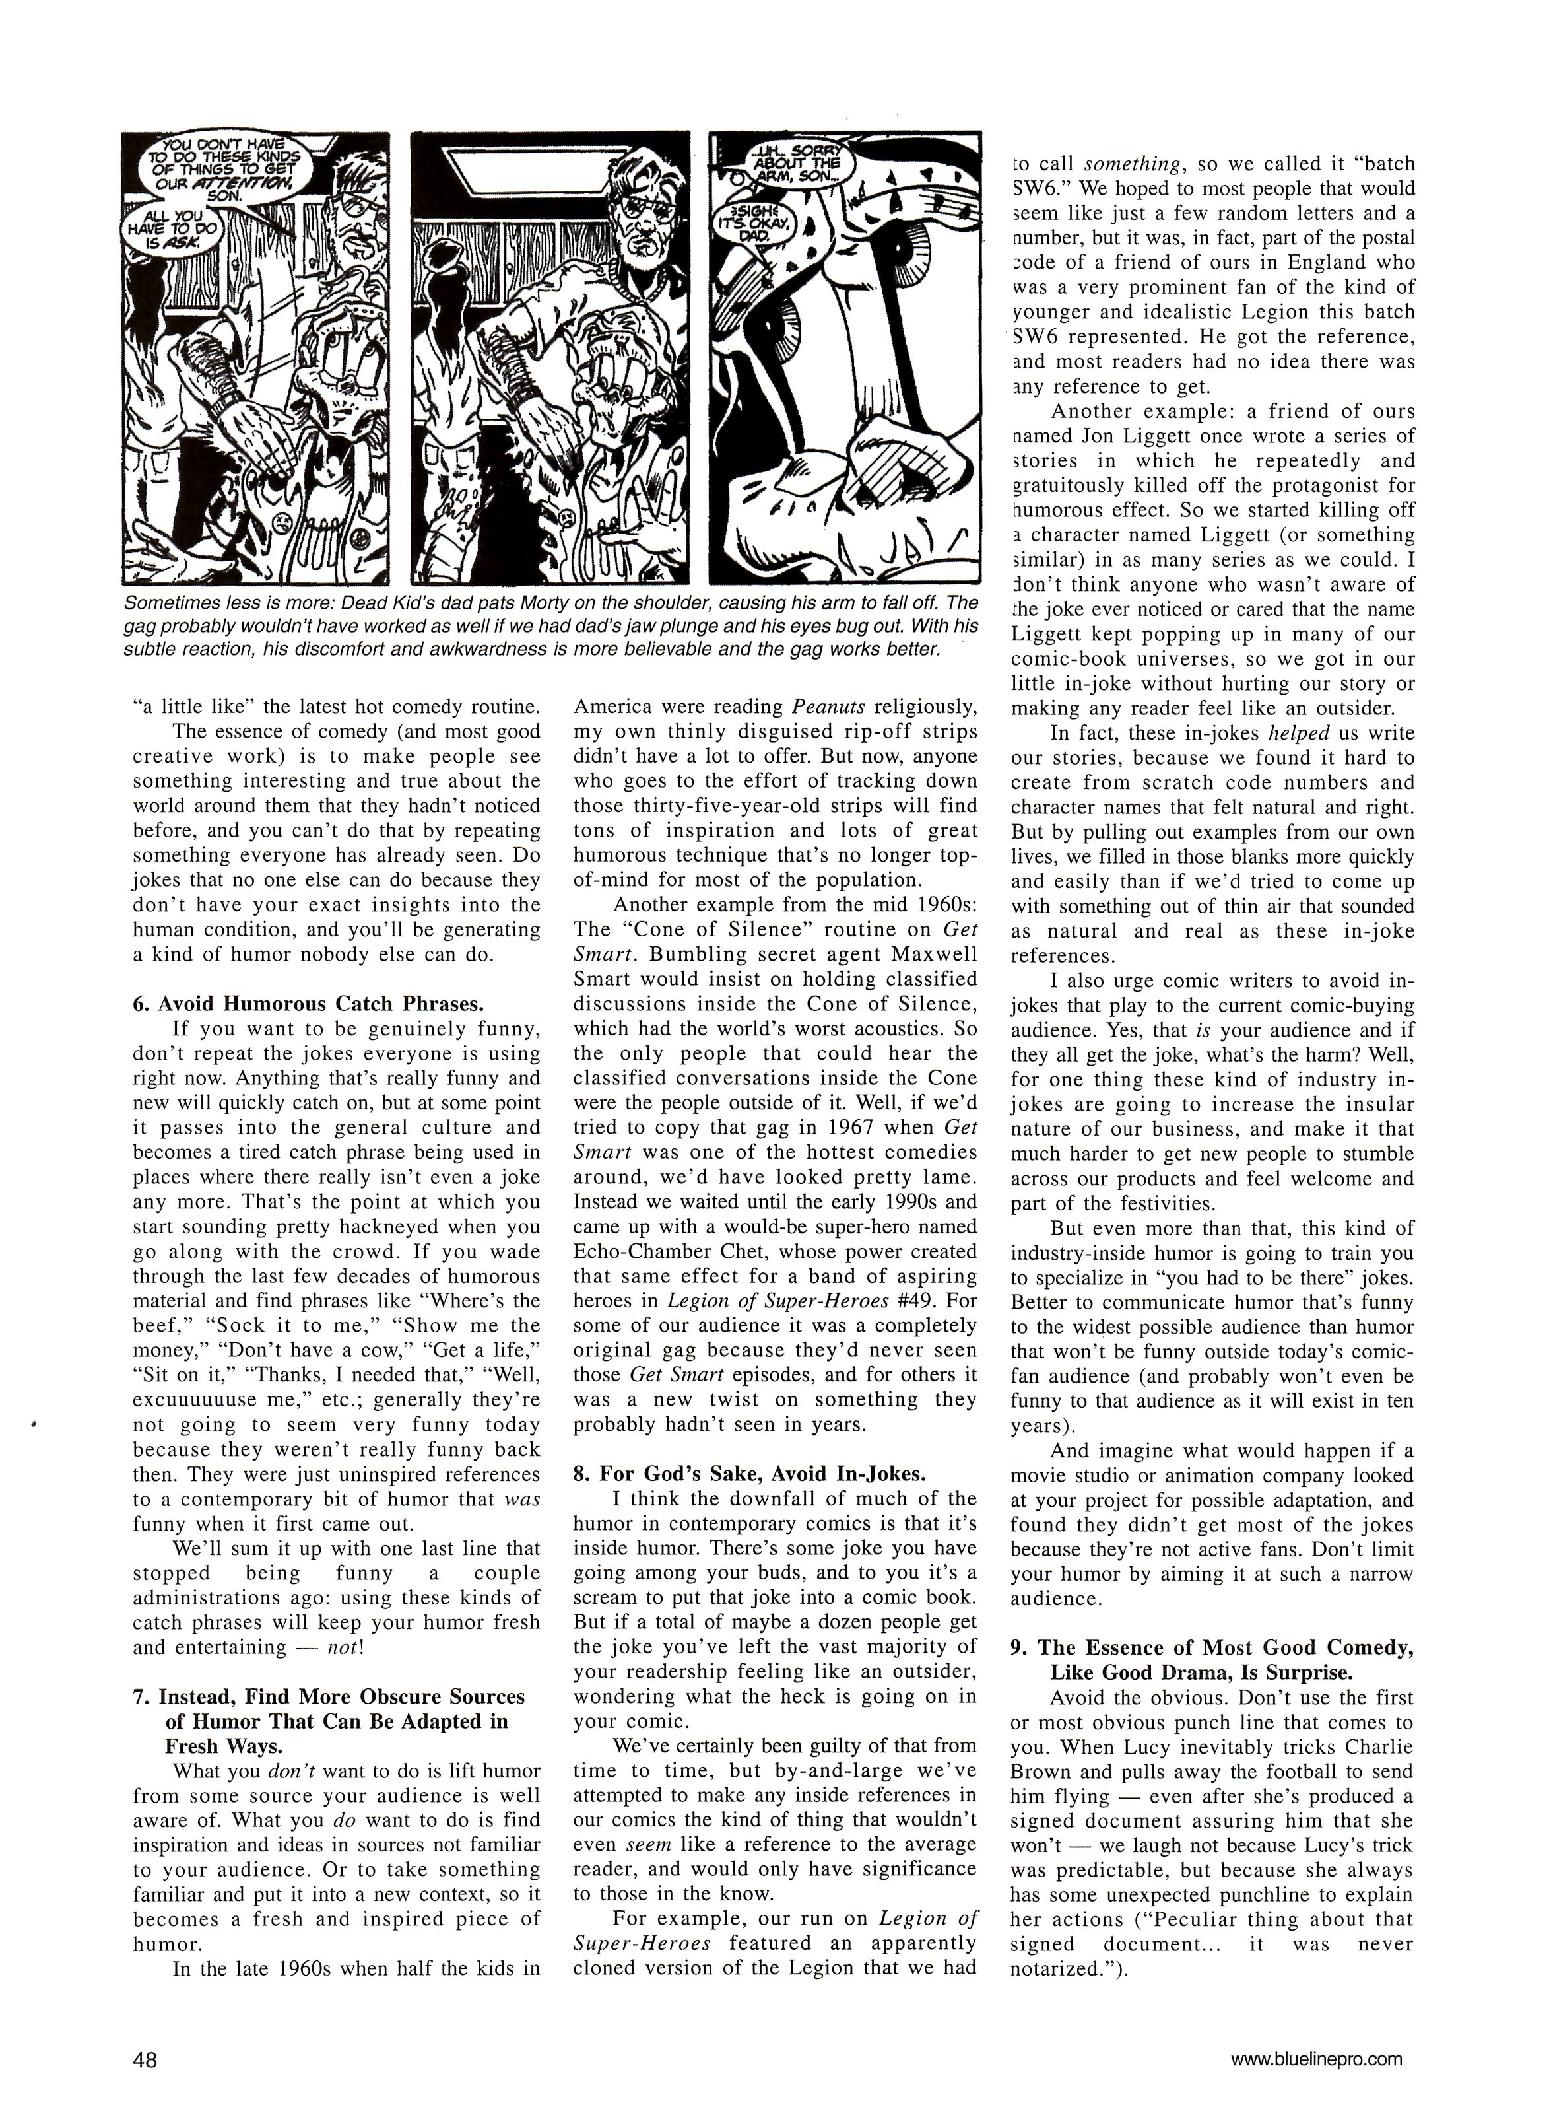 YOU DON'T HAVE
TO DO THESE KINDS
OF THINGS TO GET
OUR ATTENTION,
SON.
ALL YOU
HAVE TO DO
IS ASK.
...UH... SORRY
ABOUT THE
ARM, SON...
SIGH
IT'S OKAY,
DAD.
Sometimes less is more: Dead Kid's dad pats Morty on the shoulder, causing his arm to fall off. The
gag probably wouldn't have worked as well if we had dad's jaw plunge and his eyes bug out. With his
subtle reaction, his discomfort and awkwardness is more believable and the gag works better.
“a little like” the latest hot comedy routine.
The essence of comedy (and most good
creative work) is to make people see
something interesting and true about the
world around them that they hadn't noticed
before, and you can't do that by repeating
something everyone has already seen. Do
jokes that no one else can do because they
don't have your exact insights into the
human condition, and you'll be generating
a kind of humor nobody else can do.
6. Avoid Humorous Catch Phrases.
If you want to be genuinely funny,
don't repeat the jokes everyone is using
right now. Anything that's really funny and
new will quickly catch on, but at some point
it passes into the general culture and
becomes a tired catch phrase being used in
places where there really isn't even a joke
any more. That's the point at which you
start sounding pretty hackneyed when you
go along with the crowd. If you wade
through the last few decades of humorous
material and find phrases like “Where's the
beef,” “Sock it to me,” “Show me the
money,” “Don't have a cow,” “Get a life,”
“Sit on it,” “Thanks, I needed that,” “Well,
excuuuuuuse me,” etc.; generally they're
not going to seem very funny today
because they weren't really funny back
then. They were just uninspired references
to a contemporary bit of humor that was
funny when it first came out.
We'll sum it up with one last line that
stopped being funny a couple
administrations ago: using these kinds of
catch phrases will keep your humor fresh
and entertaining — not!
7. Instead, Find More Obscure Sources
of Humor That Can Be Adapted in
Fresh Ways.
What you don't want to do is lift humor
from some source your audience is well
aware of. What you do want to do is find
inspiration and ideas in sources not familiar
to your audience. Or to take something
familiar and put it into a new context, so it
becomes a fresh and inspired piece of
humor.
In the late 1960s when half the kids in
America were reading Peanuts religiously,
my own thinly disguised rip-off strips
didn't have a lot to offer. But now, anyone
who goes to the effort of tracking down
those thirty-five-year-old strips will find
tons of inspiration and lots of great
humorous technique that's no longer top-
of-mind for most of the population.
Another example from the mid 1960s:
The “Cone of Silence” routine on Get
Smart. Bumbling secret agent Maxwell
Smart would insist on holding classified
discussions inside the Cone of Silence,
which had the world's worst acoustics. So
the only people that could hear the
classified conversations inside the Cone
were the people outside of it. Well, if we'd
tried to copy that gag in 1967 when Get
Smart was one of the hottest comedies
around, we'd have looked pretty lame.
Instead we waited until the early 1990s and
came up with a would-be super-hero named
Echo-Chamber Chet, whose power created
that same effect for a band of aspiring
heroes in Legion of Super-Heroes #49. For
some of our audience it was a completely
original gag because they'd never seen
those Get Smart episodes, and for others it
was a new twist on something they
probably hadn't seen in years.
8. For God's Sake, Avoid In-Jokes.
I think the downfall of much of the
humor in contemporary comics is that it's
inside humor. There's some joke you have
going among your buds, and to you it's a
scream to put that joke into a comic book.
But if a total of maybe a dozen people get
the joke you've left the vast majority of
your readership feeling like an outsider,
wondering what the heck is going on in
your comic.
We've certainly been guilty of that from
time to time, but by-and-large we've
attempted to make any inside references in
our comics the kind of thing that wouldn't
even seem like a reference to the average
reader, and would only have significance
to those in the know.
For example, our run on Legion of
Super-Heroes featured an apparently
cloned version of the Legion that we had
to call something, so we called it “batch
SW6.” We hoped to most people that would
seem like just a few random letters and a
number, but it was, in fact, part of the postal
code of a friend of ours in England who
was a very prominent fan of the kind of
younger and idealistic Legion this batch
SW6 represented. He got the reference,
and most readers had no idea there was
any reference to get.
Another example: a friend of ours
named Jon Liggett once wrote a series of
stories in which he repeatedly and
gratuitously killed off the protagonist for
humorous effect. So we started killing off
a character named Liggett (or something
similar) in as many series as we could. I
don't think anyone who wasn't aware of
the joke ever noticed or cared that the name
Liggett kept popping up in many of our
comic-book universes, so we got in our
little in-joke without hurting our story or
making any reader feel like an outsider.
In fact, these in-jokes helped us write
our stories, because we found it hard to
create from scratch code numbers and
character names that felt natural and right.
But by pulling out examples from our own
lives, we filled in those blanks more quickly
and easily than if we'd tried to come up
with something out of thin air that sounded
as natural and real as these in-joke
references.
I also urge comic writers to avoid in-
jokes that play to the current comic-buying
audience. Yes, that is your audience and if
they all get the joke, what's the harm? Well,
for one thing these kind of industry in-
jokes are going to increase the insular
nature of our business, and make it that
much harder to get new people to stumble
across our products and feel welcome and
part of the festivities.
But even more than that, this kind of
industry-inside humor is going to train you
to specialize in “you had to be there” jokes.
Better to communicate humor that's funny
to the widest possible audience than humor
that won't be funny outside today's comic-
fan audience (and probably won't even be
funny to that audience as it will exist in ten
years).
And imagine what would happen if a
movie studio or animation company looked
at your project for possible adaptation, and
found they didn't get most of the jokes
because they're not active fans. Don't limit
your humor by aiming it at such a narrow
audience.
9. The Essence of Most Good Comedy,
Like Good Drama, Is Surprise.
Avoid the obvious. Don't use the first
or most obvious punch line that comes to
you. When Lucy inevitably tricks Charlie
Brown and pulls away the football to send
him flying — even after she's produced a
signed document assuring him that she
won't — we laugh not because Lucy's trick
was predictable, but because she always
has some unexpected punchline to explain
her actions (“Peculiar thing about that
signed document... it was never
notarized.”).
48
www.bluelinepro.com